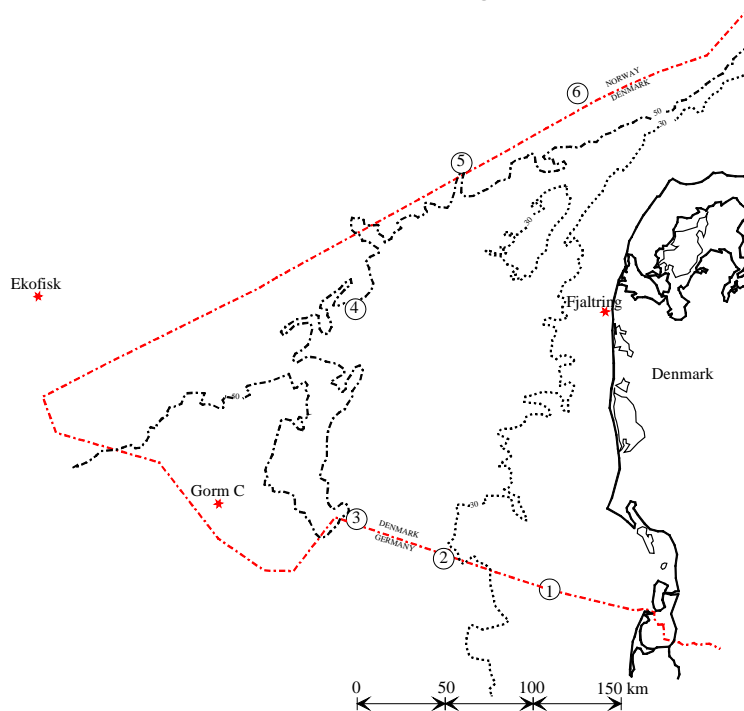 NORWAY
DENMARK
6
50
30
5
30
Ekofisk
Fjaltring
4
Denmark
50
Gorm C
30
3
DENMARK
GERMANY
2
1
0 50 100 150 km